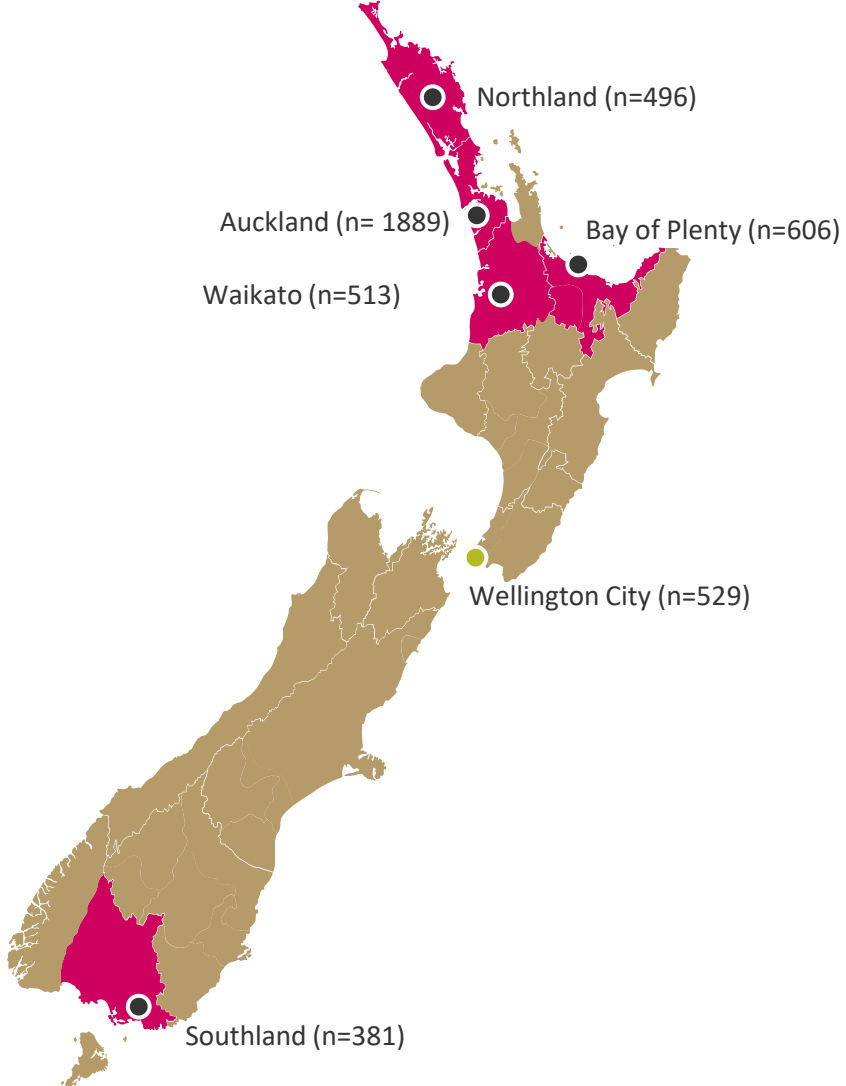 Northland (n=496)
Auckland (n= 1889)
Bay of Plenty (n=606)
Waikato (n=513)
Wellington City (n=529)
Southland (n=381)